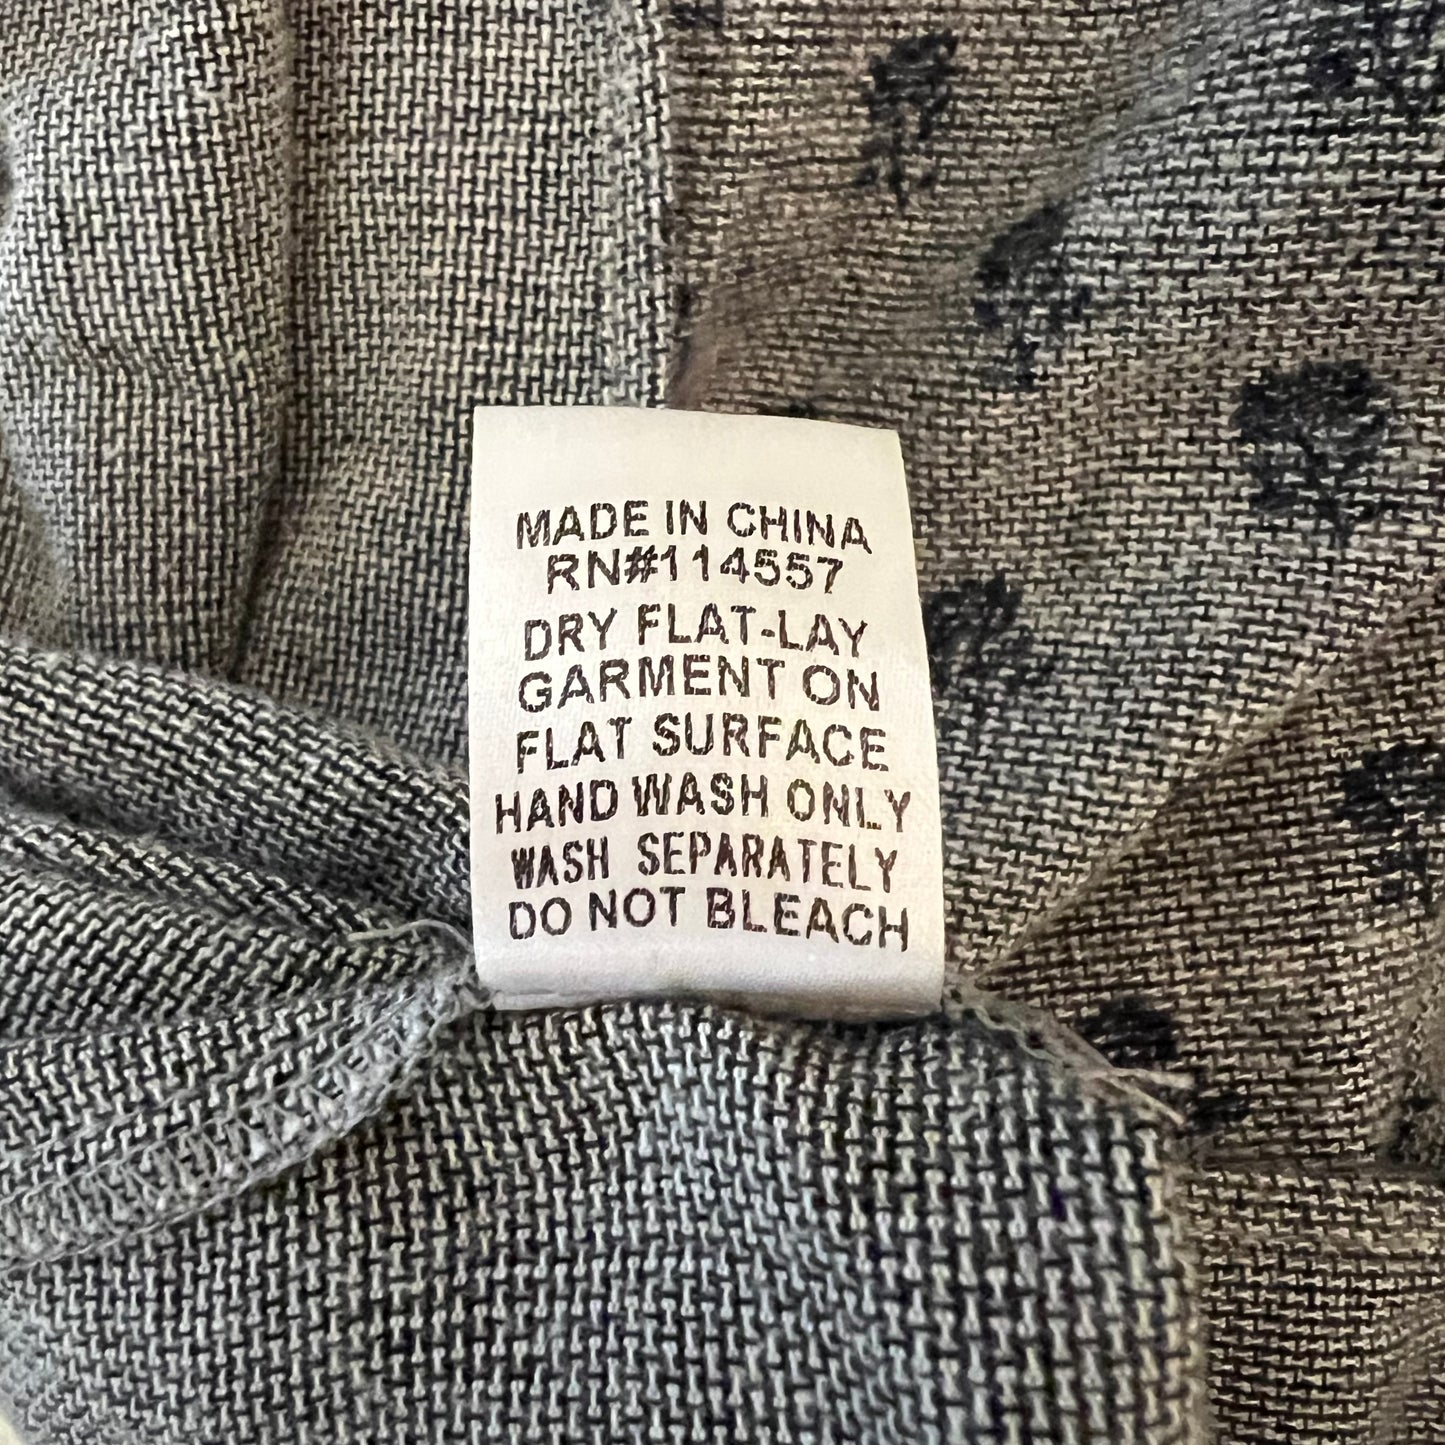 MADE IN CHINA
RN#114557
DRY FLAT-LAY
GARMENT ON
FLAT SURFACE
HAND WASH ONLY
WASH SEPARATELY
DO NOT BLEACH